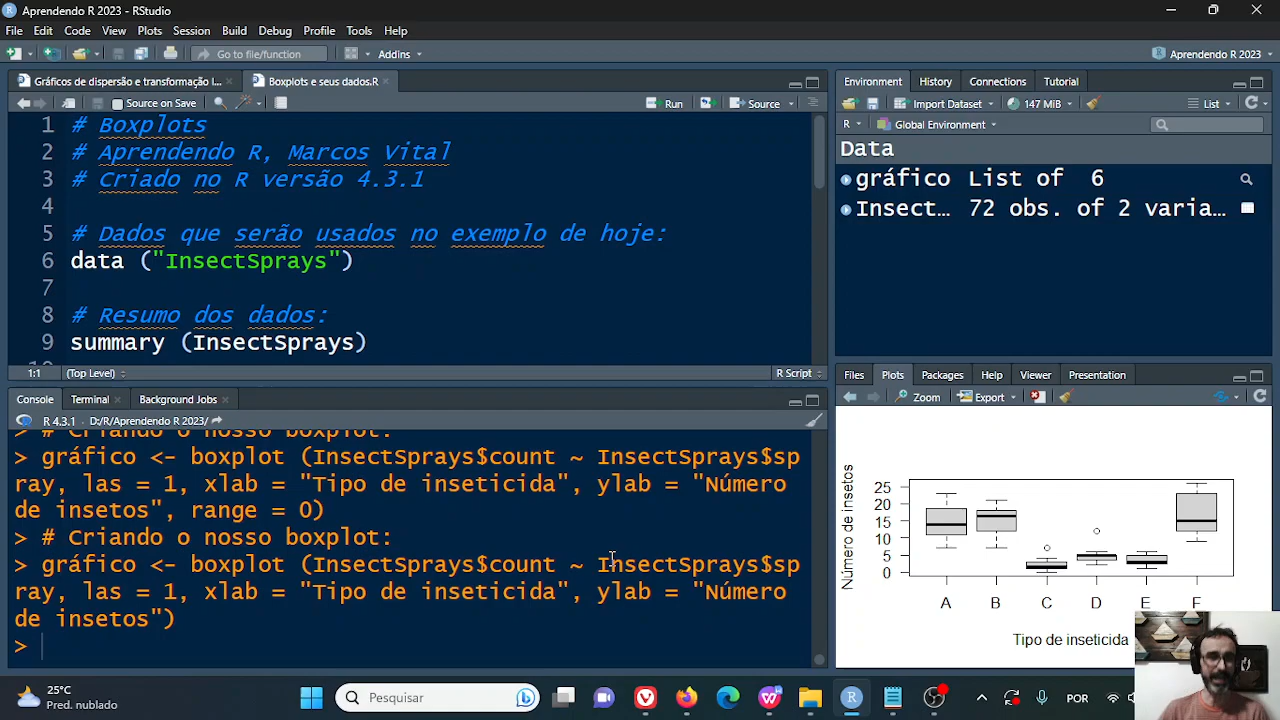 Aprendendo R 2023 - RStudio
File Edit Code View Plots Session Build Debug Profile Tools Help
Go to file/function Addins Aprendendo R 2023
Gráficos de dispersão e transformação l... Boxplots e seus dados.R
Source on Save Run Source
1 # Boxplots
2 # Aprendendo R, Marcos Vital
3 # Criado no R versão 4.3.1
4
5 # Dados que serão usados no exemplo de hoje:
6 data ("InsectSprays")
7
8 # Resumo dos dados:
9 summary (InsectSprays)
1:1 (Top Level) R Script
Console Terminal Background Jobs
R 4.3.1 . D:/R/Aprendendo R 2023/
> # Criando o nosso boxplot:
> gráfico <- boxplot (InsectSprays$count ~ InsectSprays$sp
ray, las = 1, xlab = "Tipo de inseticida", ylab = "Número
de insetos", range = 0)
> # Criando o nosso boxplot:
> gráfico <- boxplot (InsectSprays$count ~ InsectSprays$sp
ray, las = 1, xlab = "Tipo de inseticida", ylab = "Número
de insetos")
>
Environment History Connections Tutorial
Import Dataset 147 MiB List
R Global Environment
Data
gráfico List of 6
Insect... 72 obs. of 2 varia...
Files Plots Packages Help Viewer Presentation
Zoom Export
Número de insetos
25
20
15
10
5
0
A B C D E F
Tipo de inseticida
25°C
Pred. nublado
Pesquisar
POR